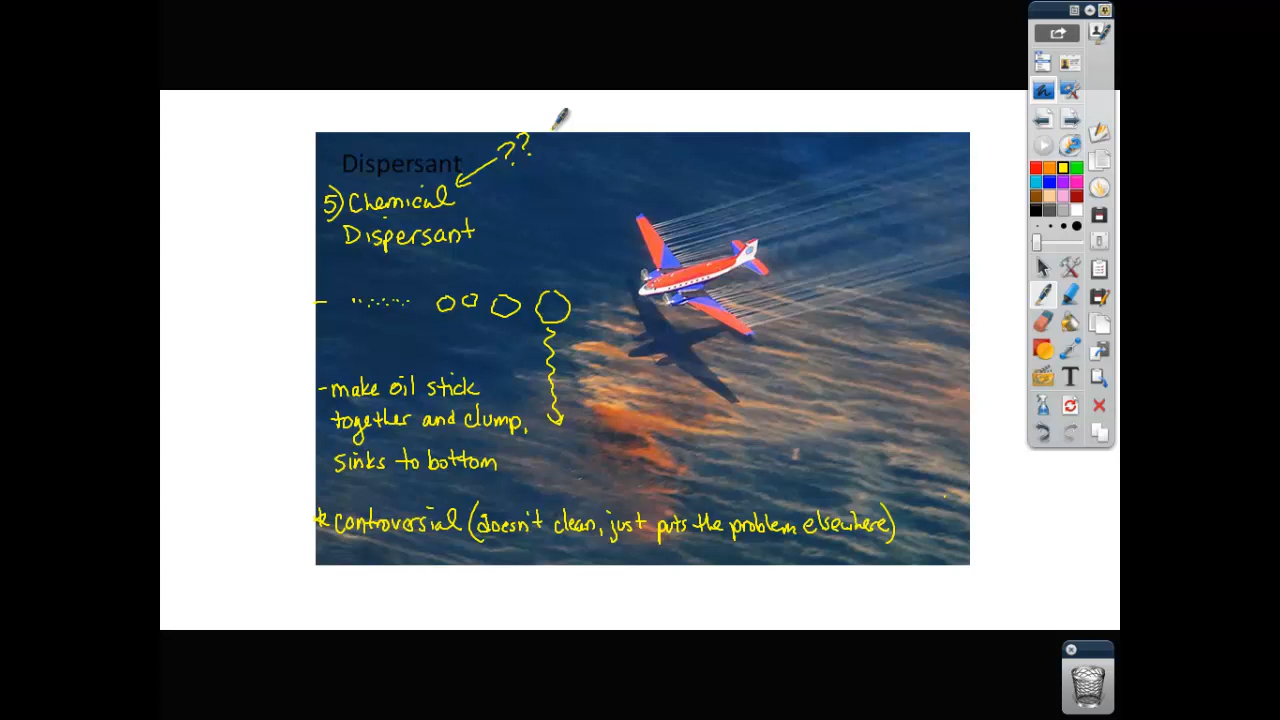 Dispersant
??
5) Chemical
Dispersant
- make oil stick
together and clump,
sinks to bottom
* controversial (doesn't clean, just puts the problem elsewhere)
T